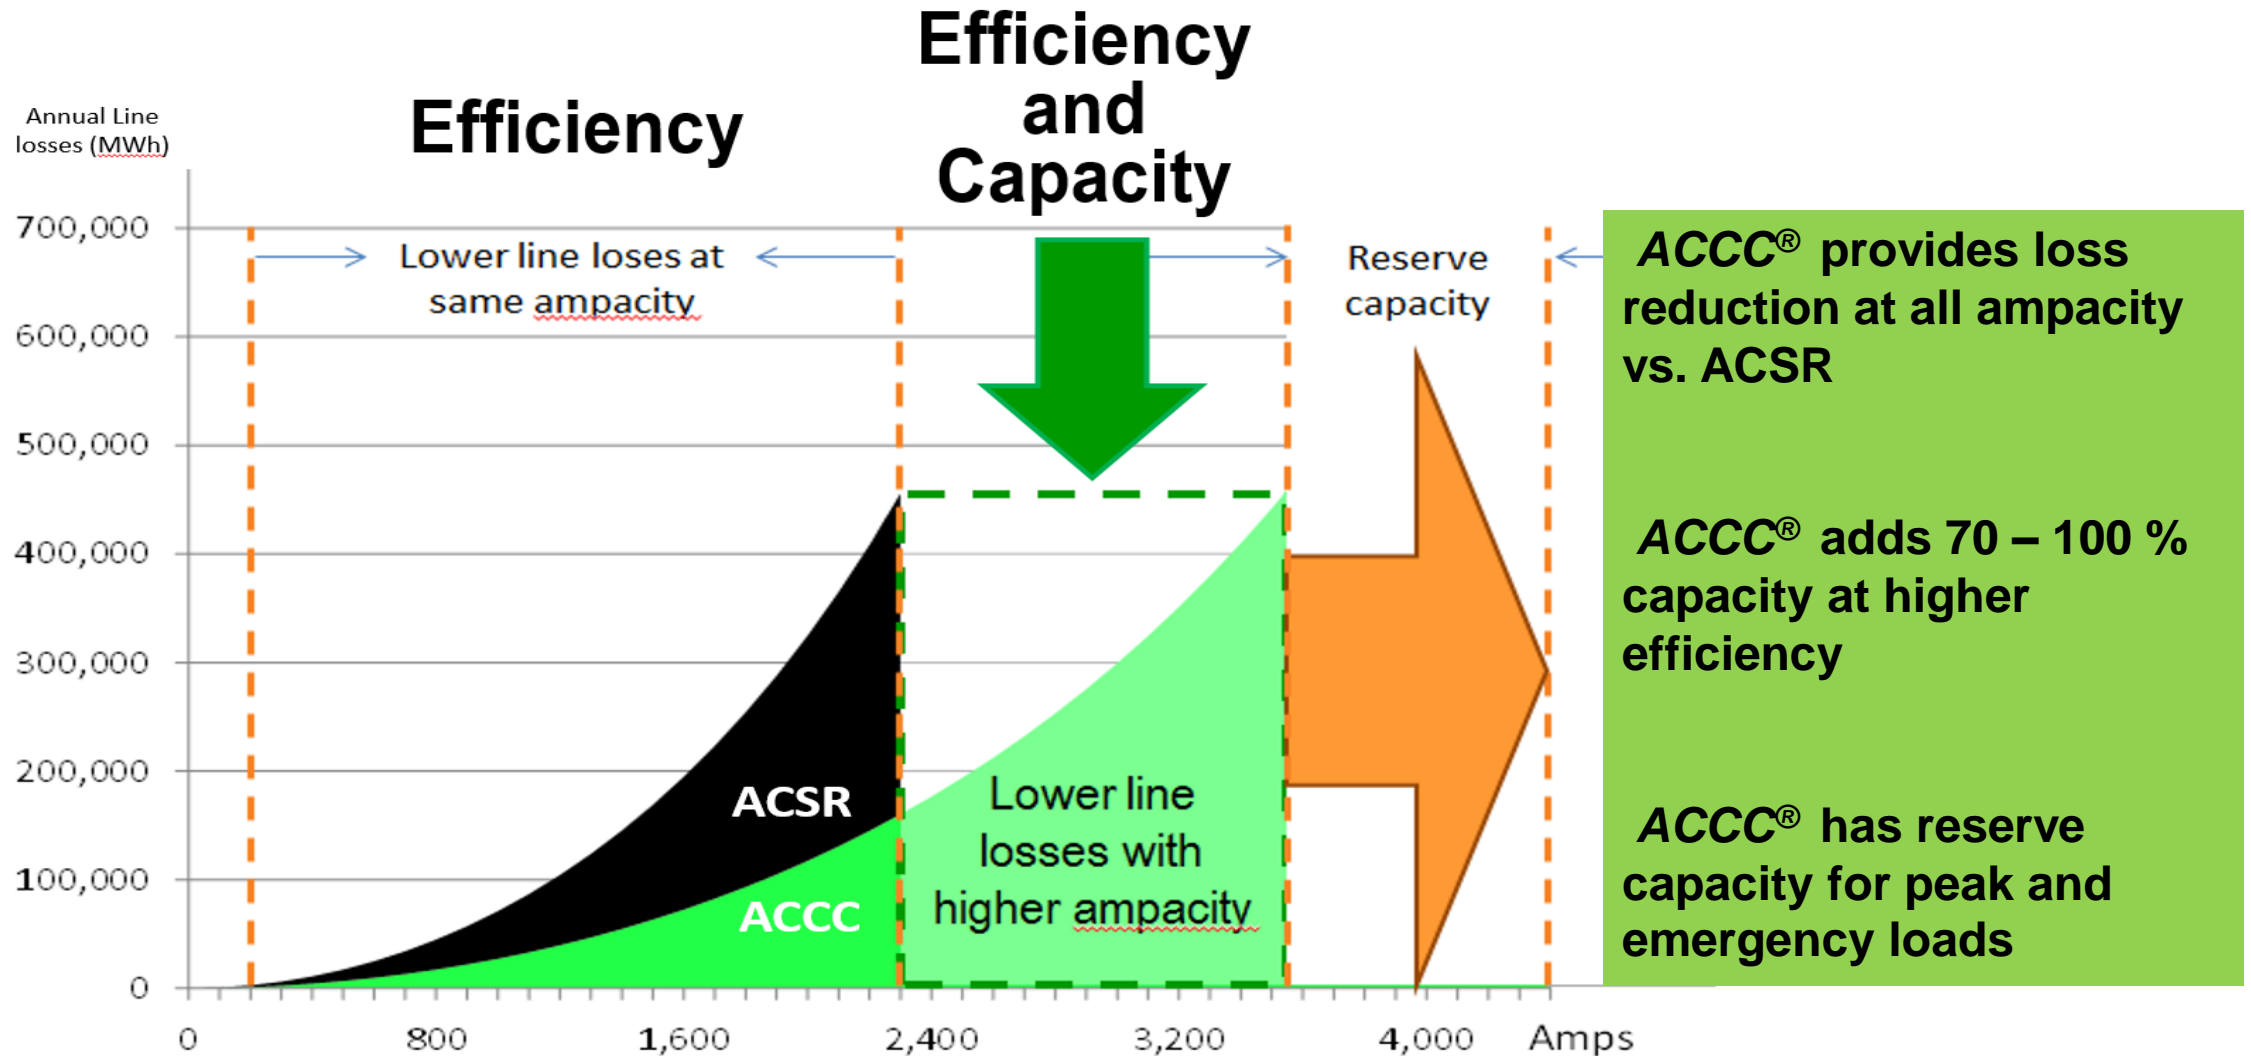 Efficiency
and
Capacity
Efficiency
Annual Line
losses (MWh)
700,000
600,000
500,000
400,000
300,000
200,000
100,000
0
Lower line loses at
same ampacity
Reserve
capacity
ACSR
ACCC
Lower line
losses with
higher ampacity
0
800
1,600
2,400
3,200
4,000
Amps
ACCC® provides loss
reduction at all ampacity
vs. ACSR
ACCC® adds 70 – 100 %
capacity at higher
efficiency
ACCC® has reserve
capacity for peak and
emergency loads